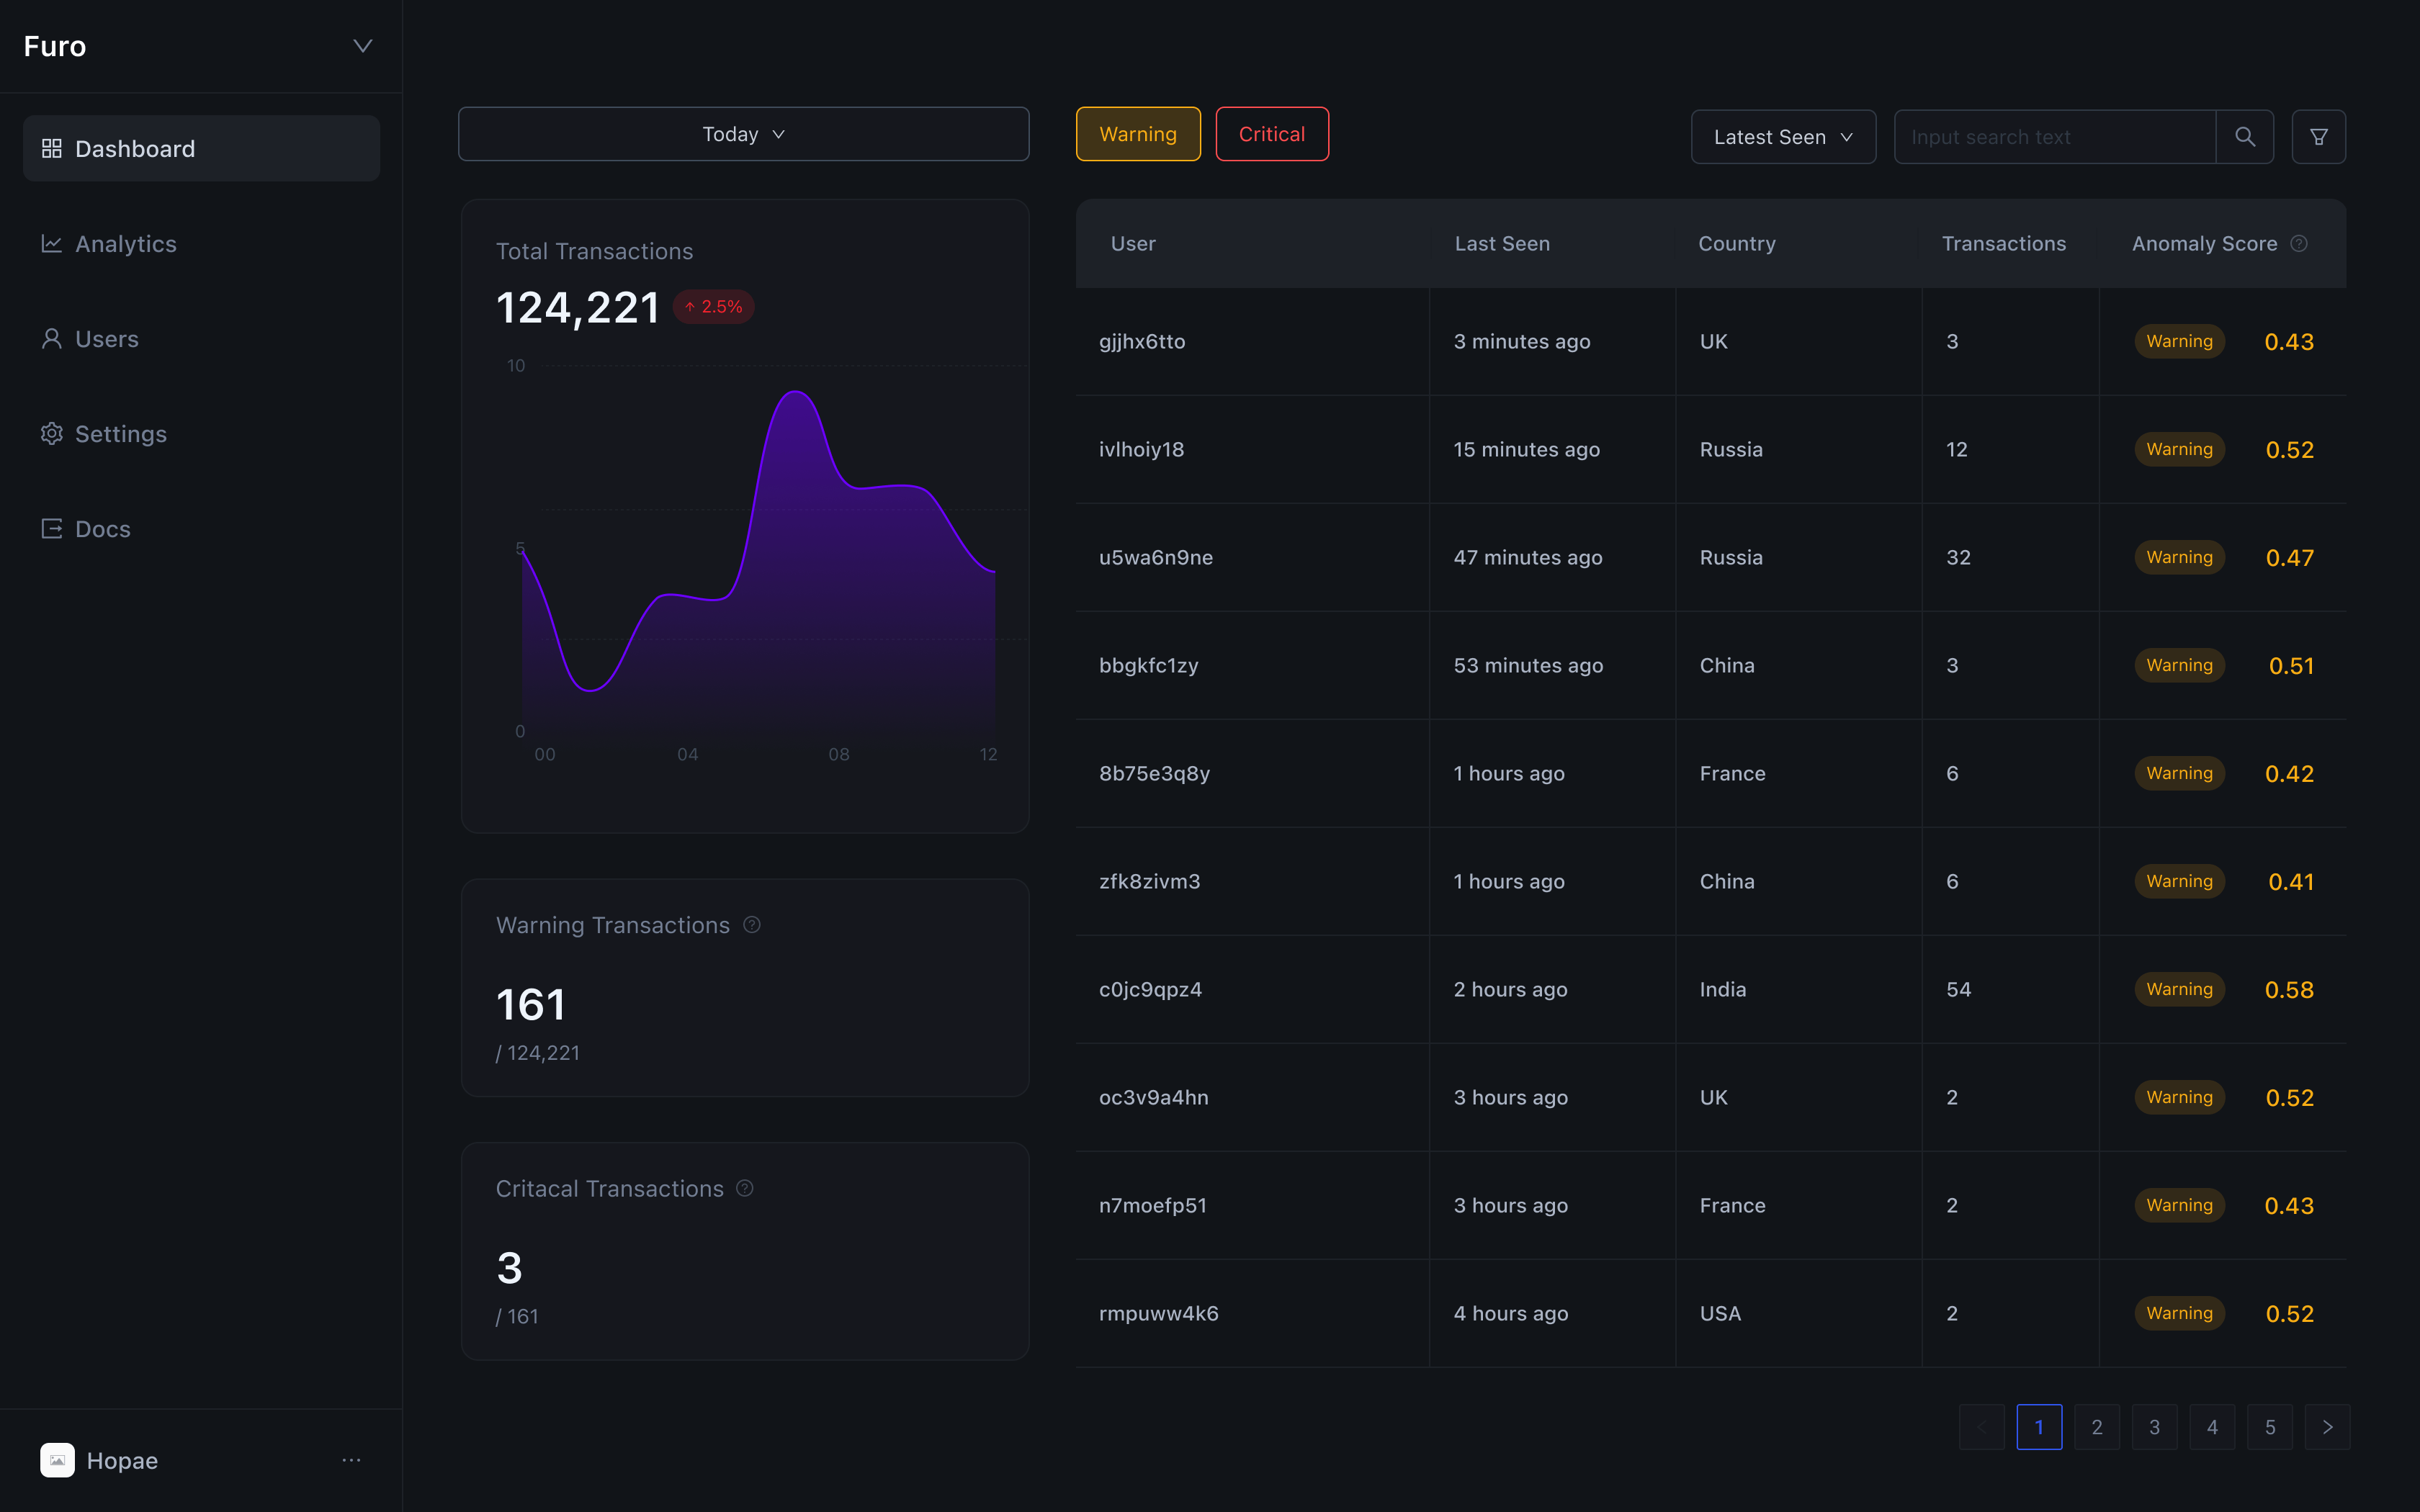 Furo
Dashboard
Analytics
Users
Settings
Docs
Hopae
Today
Total Transactions
124,221 ↑ 2.5%
10
5
0
00 04 08 12
Warning Transactions
161
/ 124,221
Critacal Transactions
3
/ 161
Warning Critical Latest Seen Input search text
User Last Seen Country Transactions Anomaly Score
gjjhx6tto 3 minutes ago UK 3 Warning 0.43
ivlhoiy18 15 minutes ago Russia 12 Warning 0.52
u5wa6n9ne 47 minutes ago Russia 32 Warning 0.47
bbgkfc1zy 53 minutes ago China 3 Warning 0.51
8b75e3q8y 1 hours ago France 6 Warning 0.42
zfk8zivm3 1 hours ago China 6 Warning 0.41
c0jc9qpz4 2 hours ago India 54 Warning 0.58
oc3v9a4hn 3 hours ago UK 2 Warning 0.52
n7moefp51 3 hours ago France 2 Warning 0.43
rmpuww4k6 4 hours ago USA 2 Warning 0.52
1 2 3 4 5